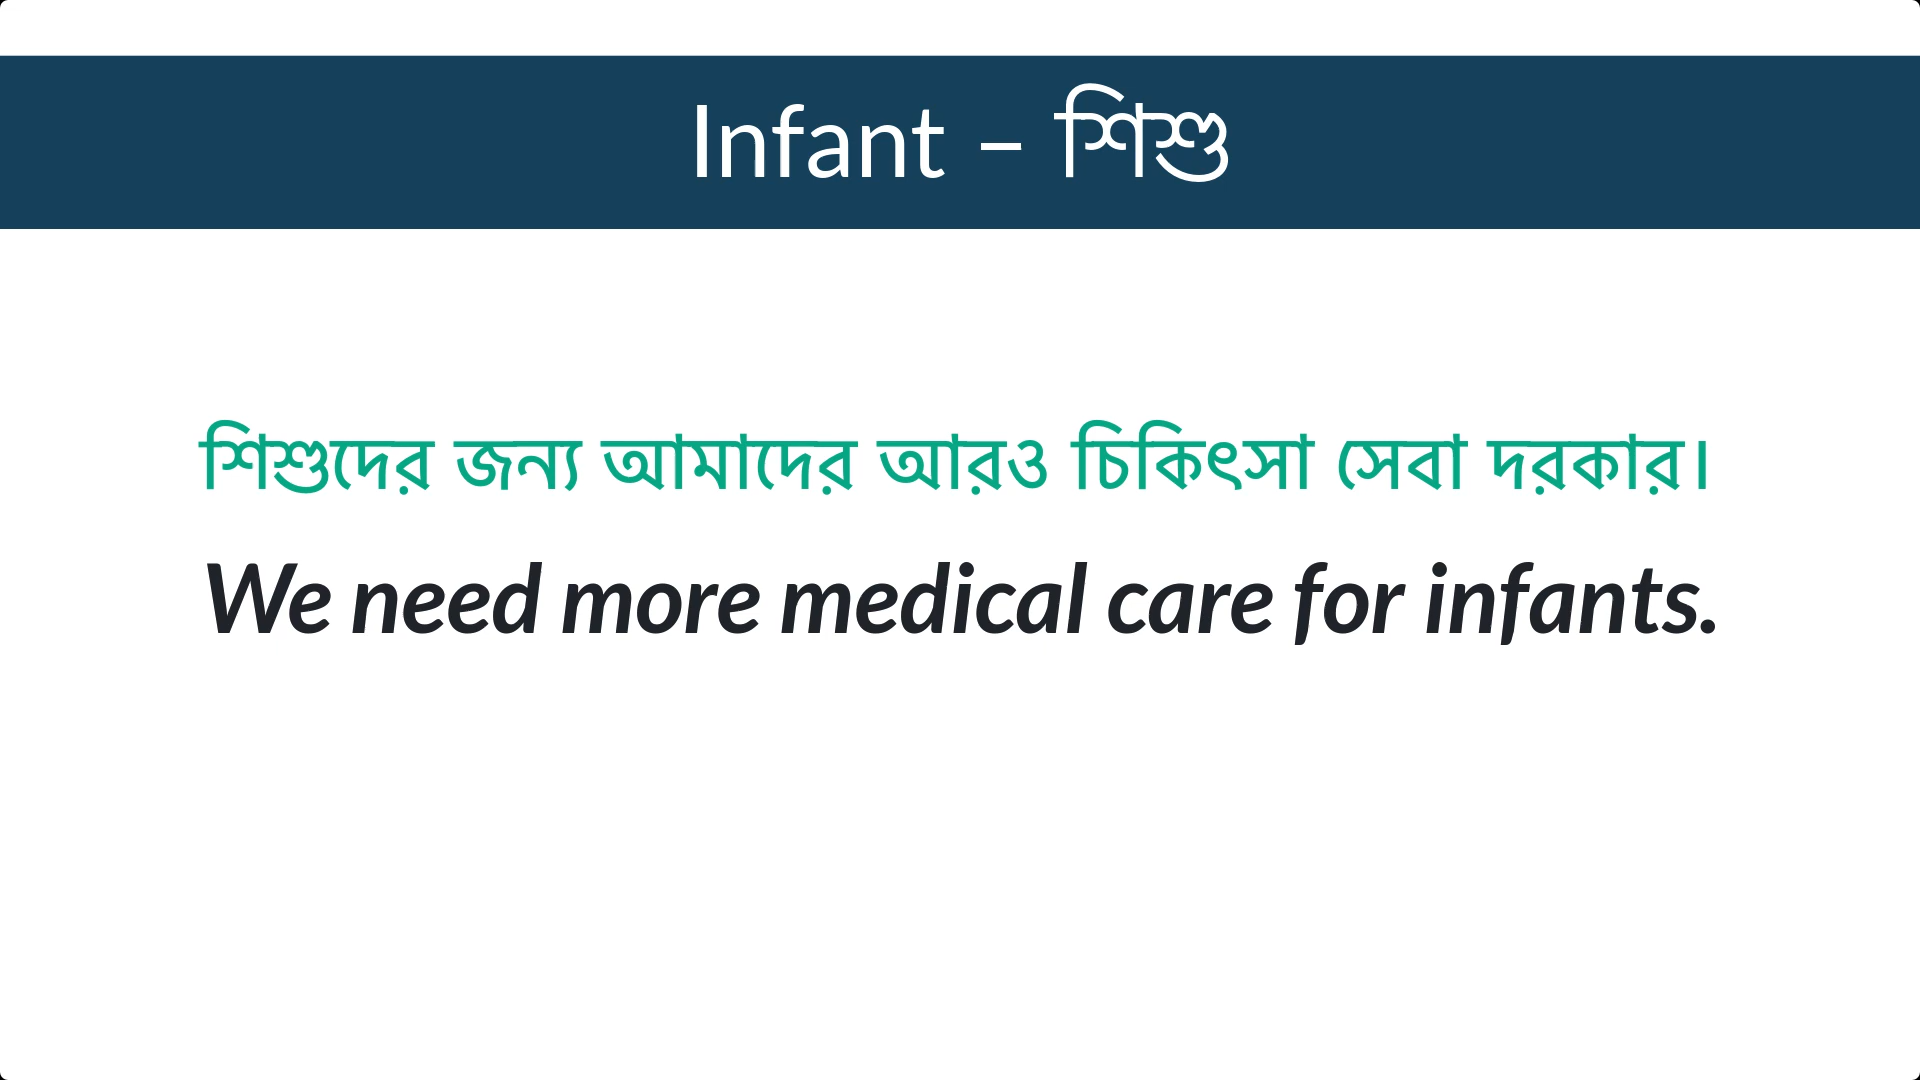 Infant – শিশু
শিশুদের জন্য আমাদের আরও চিকিৎসা সেবা দরকার।
We need more medical care for infants.